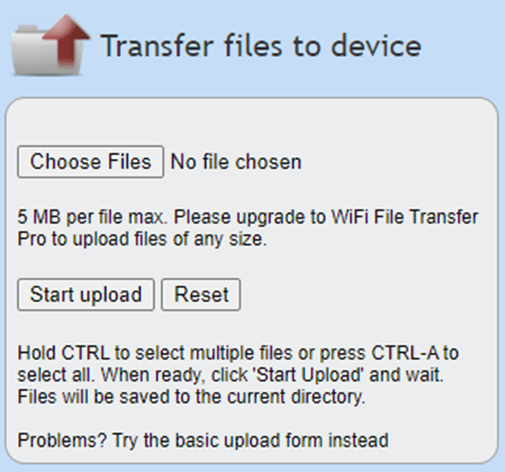 Transfer files to device
Choose Files No file chosen
5 MB per file max. Please upgrade to WiFi File Transfer
Pro to upload files of any size.
Start upload Reset
Hold CTRL to select multiple files or press CTRL-A to
select all. When ready, click 'Start Upload' and wait.
Files will be saved to the current directory.
Problems? Try the basic upload form instead